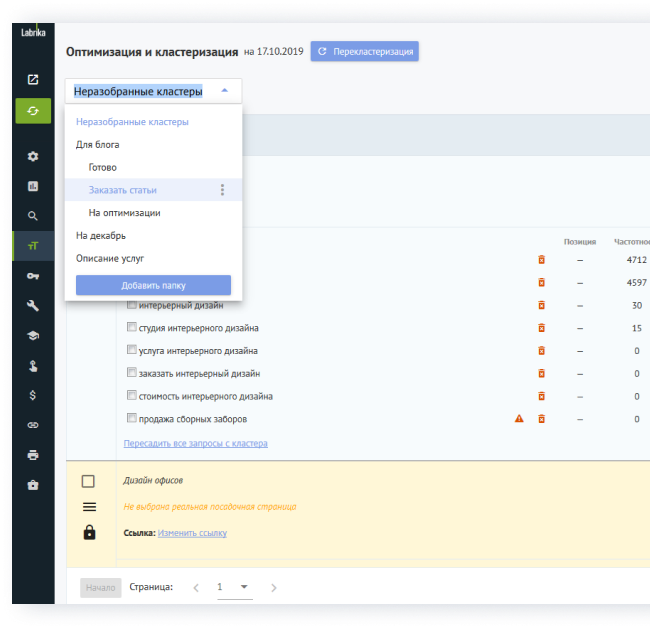 Labrika
Оптимизация и кластеризация на 17.10.2019 Перекластеризация
Неразобранные кластеры
Неразобранные кластеры
Для блога
Готово
Заказать статьи
На оптимизации
На декабрь
Описание услуг
Добавить папку
Позиция
4712
– 4597
интерьерный дизайн – 30
студия интерьерного дизайна – 15
услуга интерьерного дизайна – 0
заказать интерьерный дизайн – 0
стоимость интерьерного дизайна – 0
продажа сборных заборов – 0
Пересадить все запросы с кластера
Дизайн офисов
Не выбрана реальная посадочная страница
Ссылка: Изменить ссылку
Начало Страница: < 1 >